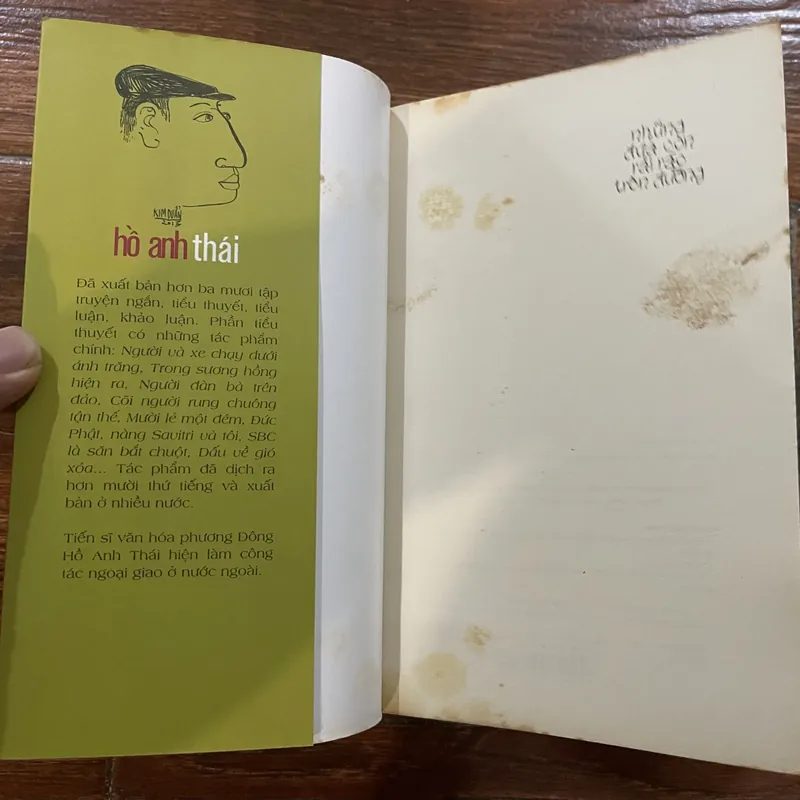 KIM DUẨN
hồ anh thái
Đã xuất bản hơn ba mươi tập
truyện ngắn, tiểu thuyết, tiểu
luận, khảo luận. Phần tiểu
thuyết có những tác phẩm
chính: Người và xe chạy dưới
ánh trăng, Trong sương hồng
hiện ra, Người đàn bà trên
đảo, Cõi người rung chuông
tận thế, Mười lẻ một đêm, Đức
Phật, nàng Savitri và tôi, SBC
là săn bắt chuột, Dấu về gió
xóa... Tác phẩm đã dịch ra
hơn mười thứ tiếng và xuất
bản ở nhiều nước.
Tiến sĩ văn hóa phương Đông
Hồ Anh Thái hiện làm công
tác ngoại giao ở nước ngoài.
những
đứa con
rải rác
trên đường